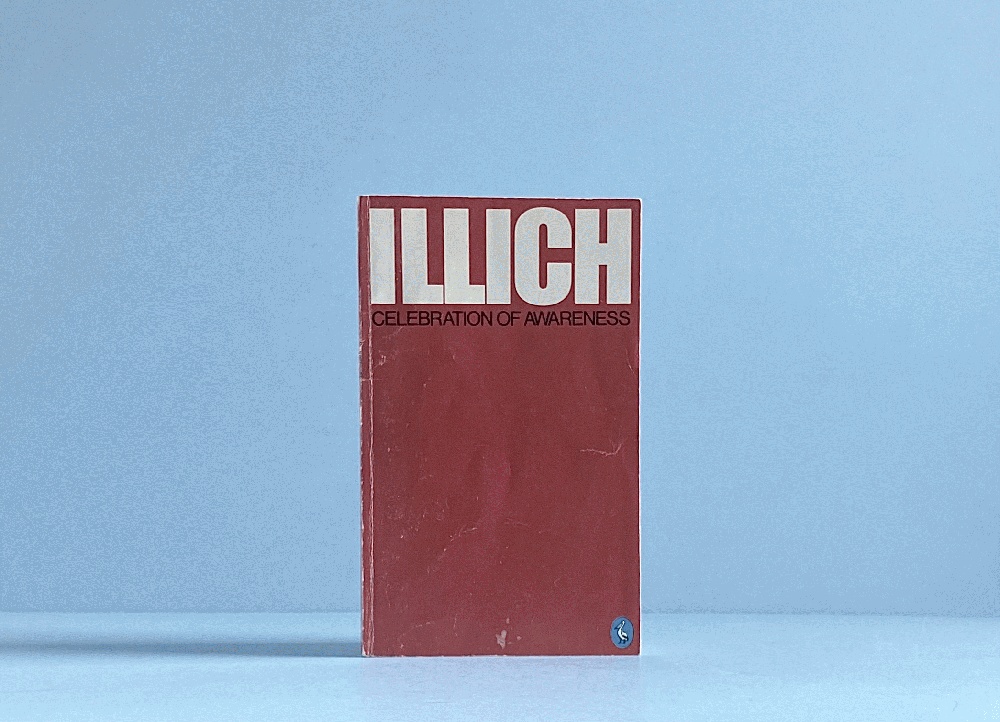 ILLICH
CELEBRATION OF AWARENESS